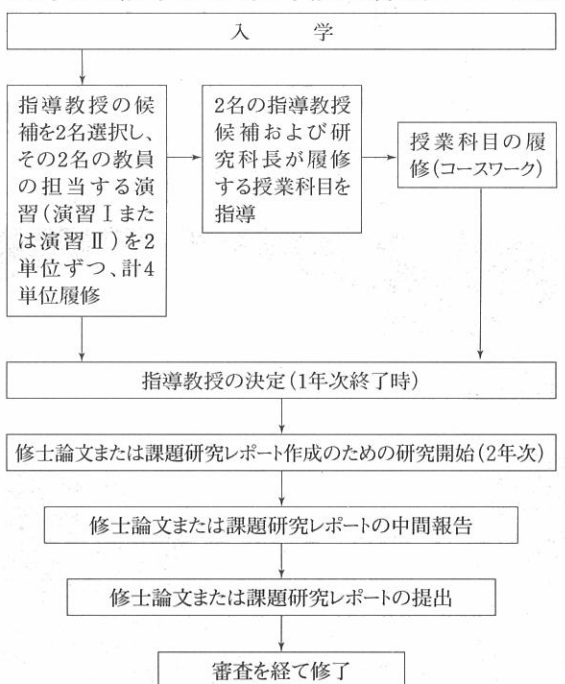 入　学
指導教授の候
補を2名選択し、
その2名の教員
の担当する演
習(演習Ⅰまた
は演習Ⅱ)を2
単位ずつ、計4
単位履修
2名の指導教授
候補および研
究科長が履修
する授業科目を
指導
授業科目の履
修(コースワーク)
指導教授の決定(1年次終了時)
修士論文または課題研究レポート作成のための研究開始(2年次)
修士論文または課題研究レポートの中間報告
修士論文または課題研究レポートの提出
審査を経て修了